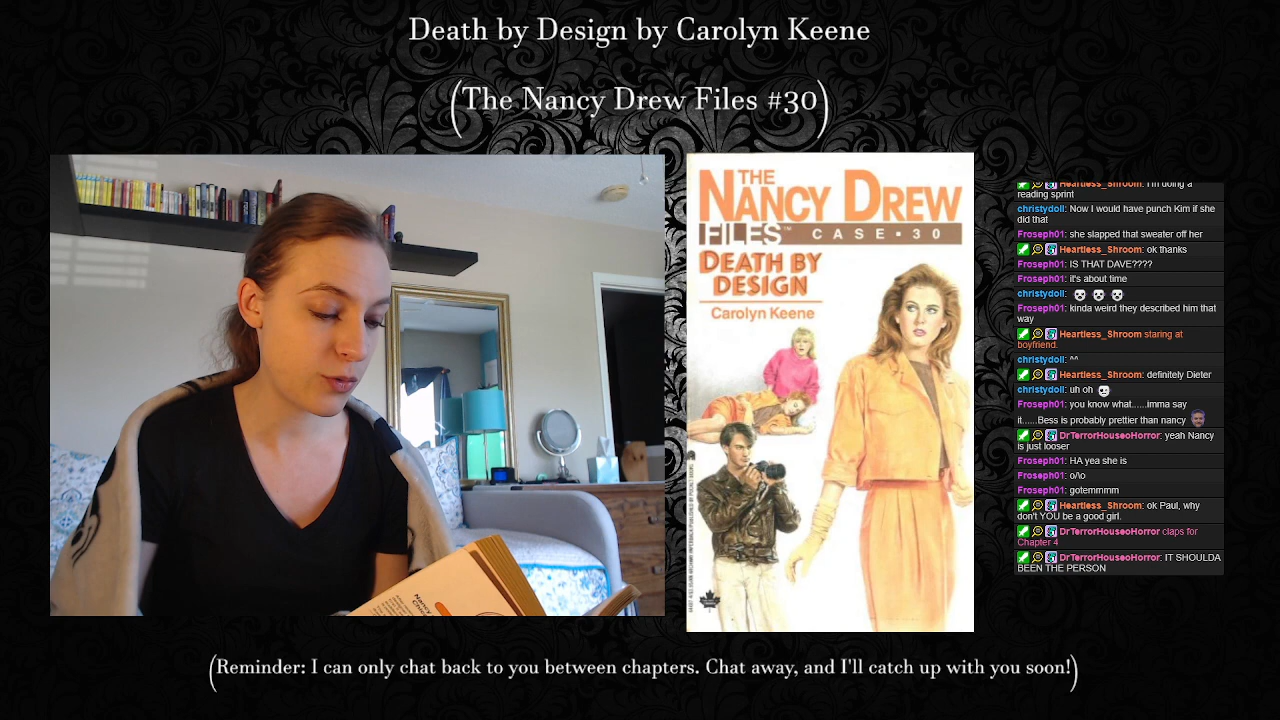 Death by Design by Carolyn Keene
(The Nancy Drew Files #30)
THE
NANCY DREW
FILES™ CASE • 30
DEATH BY
DESIGN
Carolyn Keene
Nancy
Heartless_Shroom: I'm doing a
reading sprint
christydoll: Now I would have punch Kim if she
did that
Froseph01: she slapped that sweater off her
Heartless_Shroom: ok thanks
Froseph01: IS THAT DAVE????
Froseph01: it's about time
christydoll:
Froseph01: kinda weird they described him that
way
Heartless_Shroom staring at
boyfriend.
christydoll: ^^
Heartless_Shroom: definitely Dieter
christydoll: uh oh
Froseph01: you know what......imma say
it......Bess is probably prettier than nancy
DrTerrorHouseoHorror: yeah Nancy
is just looser
Froseph01: HA yea she is
Froseph01: o/\o
Froseph01: gotemmmm
Heartless_Shroom: ok Paul, why
don't YOU be a good girl.
DrTerrorHouseoHorror claps for
Chapter 4
DrTerrorHouseoHorror: IT SHOULDA
BEEN THE PERSON
(Reminder: I can only chat back to you between chapters. Chat away, and I'll catch up with you soon!)